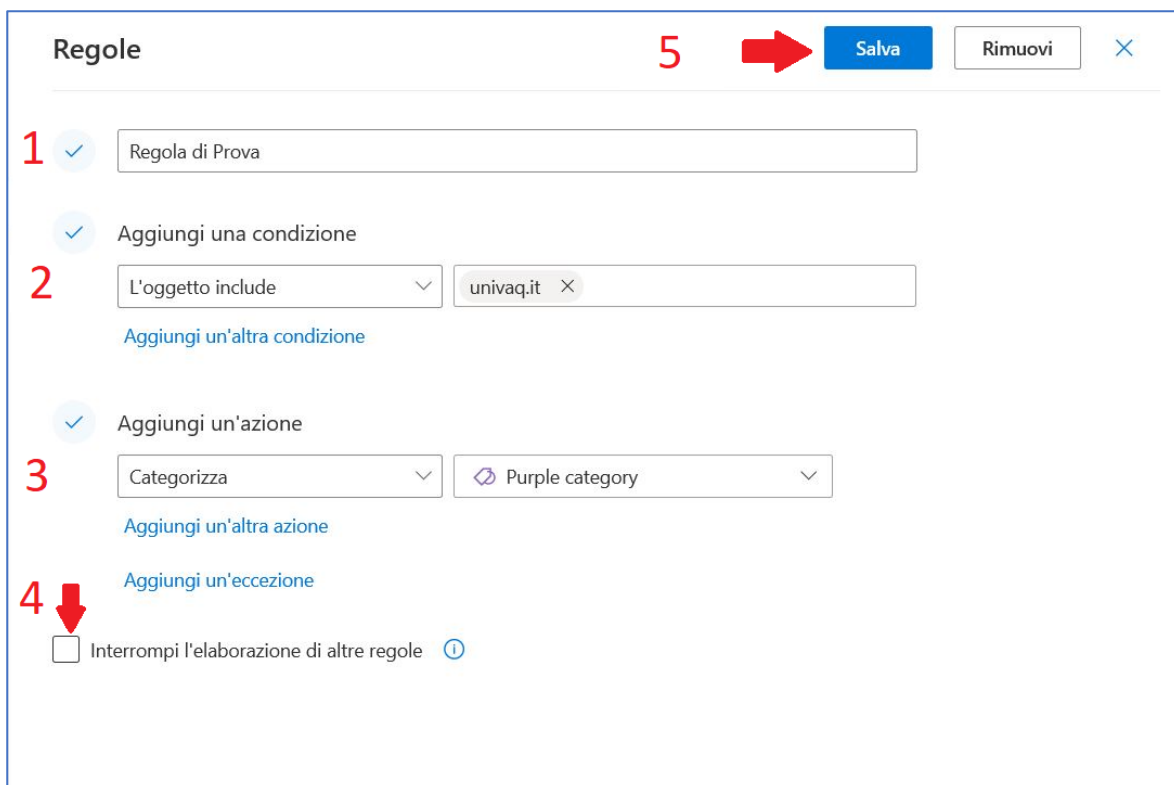 Regole 5 Salva Rimuovi
1 Regola di Prova
Aggiungi una condizione
2 L'oggetto include univaq.it
Aggiungi un'altra condizione
Aggiungi un'azione
3 Categorizza Purple category
Aggiungi un'altra azione
Aggiungi un'eccezione
4
Interrompi l'elaborazione di altre regole